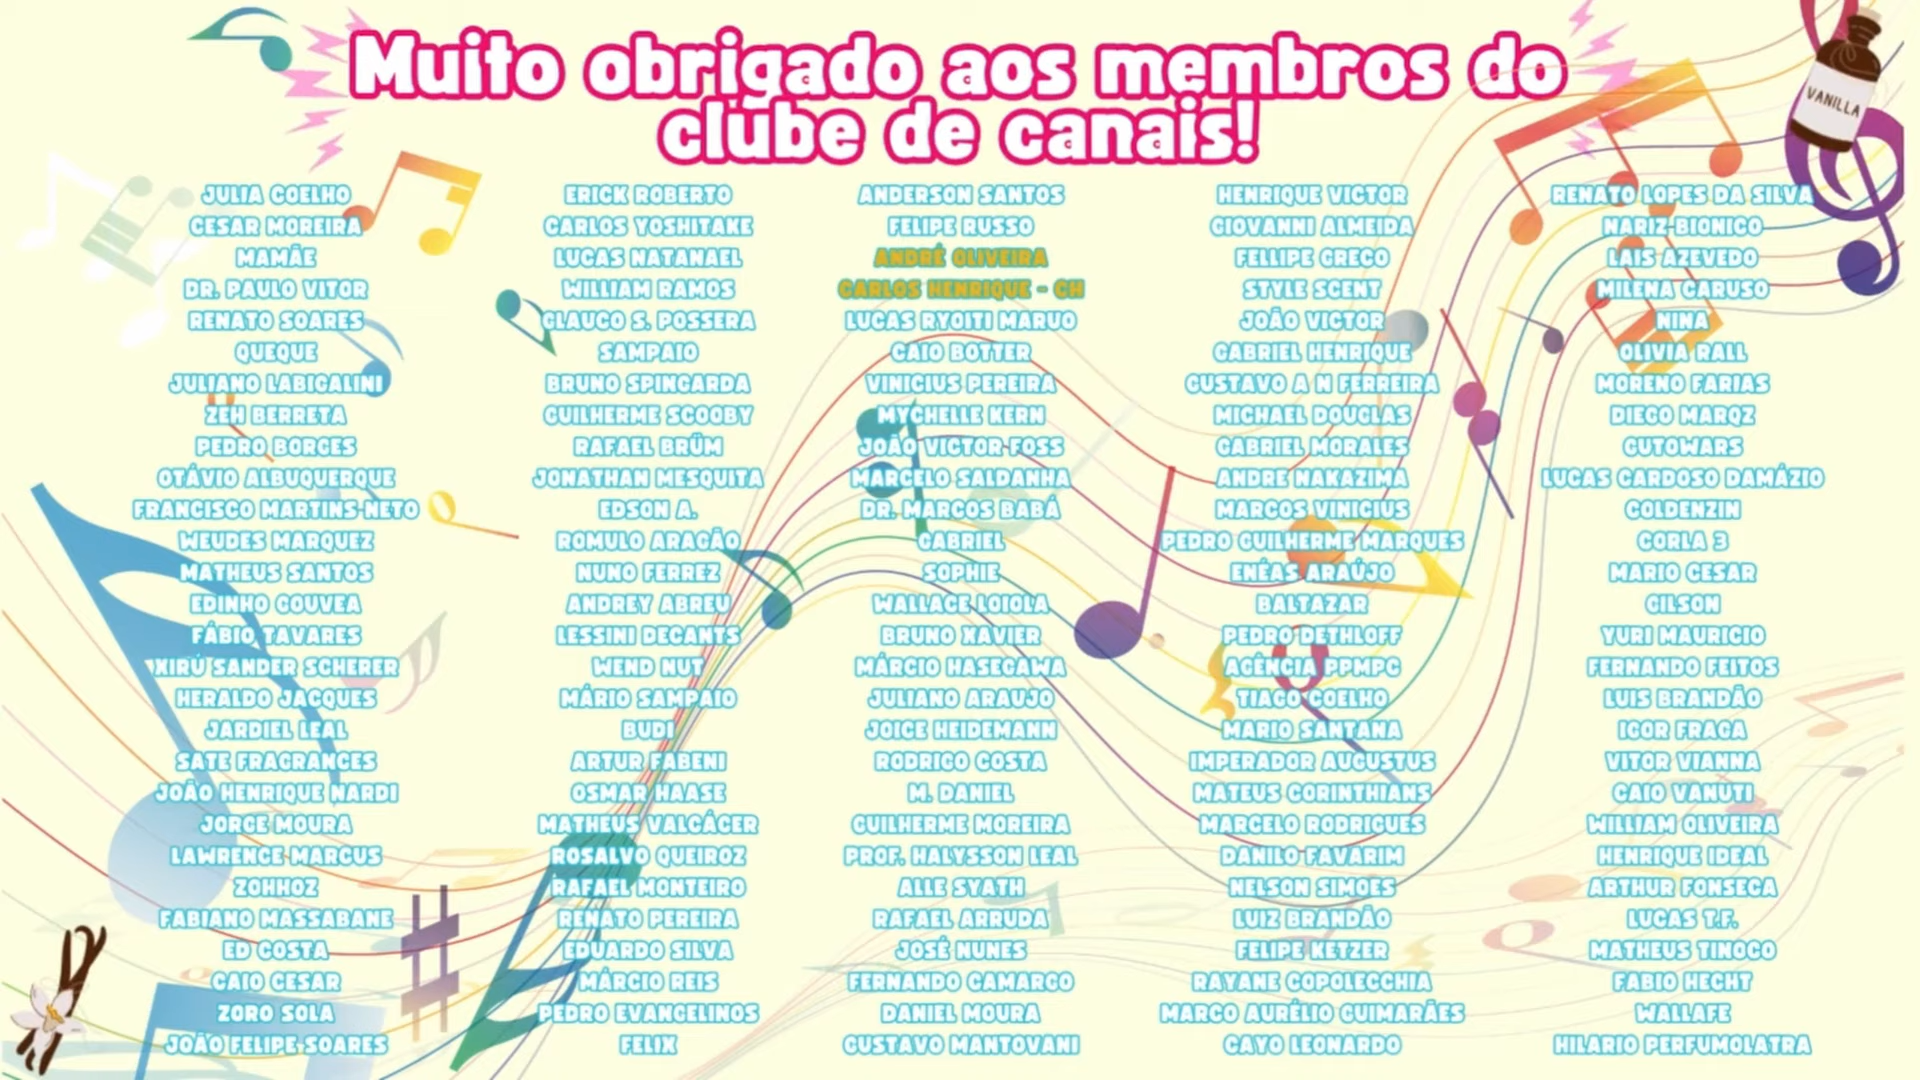 Muito obrigado aos membros do
clube de canais!
VANILLA
JULIA COELHO
CESAR MOREIRA
MAMÃE
DR. PAULO VITOR
RENATO SOARES
QUEQUE
JULIANO LABIGALINI
ZEH BERRETA
PEDRO BORGES
OTÁVIO ALBUQUERQUE
FRANCISCO MARTINS NETO
WEUDES MARQUEZ
MATHEUS SANTOS
EDINHO GOUVEA
FÁBIO TAVARES
XIRÚ SANDER SCHERER
HERALDO JACQUES
JARDIEL LEAL
SATE FRAGRANCES
JOÃO HENRIQUE NARDI
JORGE MOURA
LAWRENCE MARCUS
ZOHHOZ
FABIANO MASSABANE
ED COSTA
CAIO CESAR
ZORO SOLA
JOÃO FELIPE SOARES
ERICK ROBERTO
CARLOS YOSHITAKE
LUCAS NATANAEL
WILLIAM RAMOS
GLAUCO S. POSSERA
SAMPAIO
BRUNO SPINGARDA
GUILHERME SCOOBY
RAFAEL BRÜM
JONATHAN MESQUITA
EDSON A.
ROMULO ARAGÃO
NUNO FERREZ
ANDREY ABREU
LESSINI DECANTS
WEND NUT
MÁRIO SAMPAIO
BUDI
ARTUR FABENI
OSMAR HAASE
MATHEUS VALCÁCER
ROSALVO QUEIROZ
RAFAEL MONTEIRO
RENATO PEREIRA
EDUARDO SILVA
MÁRCIO REIS
PEDRO EVANGELINOS
FELIX
ANDERSON SANTOS
FELIPE RUSSO
ANDRÉ OLIVEIRA
CARLOS HENRIQUE - CH
LUCAS RYOITI MARUO
CAIO BOTTER
VINICIUS PEREIRA
MYCHELLE KERN
JOÃO VICTOR FOSS
MARCELO SALDANHA
DR. MARCOS BABÁ
GABRIEL
SOPHIE
WALLACE LOIOLA
BRUNO XAVIER
MÁRCIO HASEGAWA
JULIANO ARAUJO
JOICE HEIDEMANN
RODRIGO COSTA
M. DANIEL
GUILHERME MOREIRA
PROF. HALYSSON LEAL
ALLE SYATH
RAFAEL ARRUDA
JOSÉ NUNES
FERNANDO CAMARGO
DANIEL MOURA
GUSTAVO MANTOVANI
HENRIQUE VICTOR
GIOVANNI ALMEIDA
FELLIPE GREGO
STYLE SCENT
JOÃO VICTOR
GABRIEL HENRIQUE
GUSTAVO A N FERREIRA
MICHAEL DOUGLAS
GABRIEL MORALES
ANDRE NAKAZIMA
MARCOS VINICIUS
PEDRO GUILHERME MARQUES
ENÉAS ARAÚJO
BALTAZAR
PEDRO DETHLOFF
AGÊNCIA PPMPG
TIAGO COELHO
MARIO SANTANA
IMPERADOR AUGUSTUS
MATEUS CORINTHIANS
MARCELO RODRIGUES
DANILO FAVARIM
NELSON SIMOES
LUIZ BRANDÃO
FELIPE KETZER
RAYANE COPOLECCHIA
MARCO AURÉLIO GUIMARÃES
CAYO LEONARDO
RENATO LOPES DA SILVA
NARIZ BIONICO
LAIS AZEVEDO
MILENA CARUSO
NINA
OLIVIA RALL
MORENO FARIAS
DIEGO MARQZ
GUTOWARS
LUCAS CARDOSO DAMÁZIO
GOLDENZIN
CORLA 3
MARIO CESAR
GILSON
YURI MAURICIO
FERNANDO FEITOS
LUIS BRANDÃO
IGOR FRAGA
VITOR VIANNA
CAIO VANUTI
WILLIAM OLIVEIRA
HENRIQUE IDEAL
ARTHUR FONSECA
LUCAS T.F.
MATHEUS TINOCO
FABIO HECHT
WALLAFE
HILARIO PERFUMOLATRA